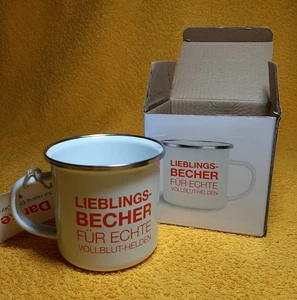 LIEBLINGS-
BECHER
FÜR ECHTE
VOLLBLUT-HELDEN
LIEBLINGS-
BECHER
FÜR ECHTE
VOLLBLUT-HELDEN